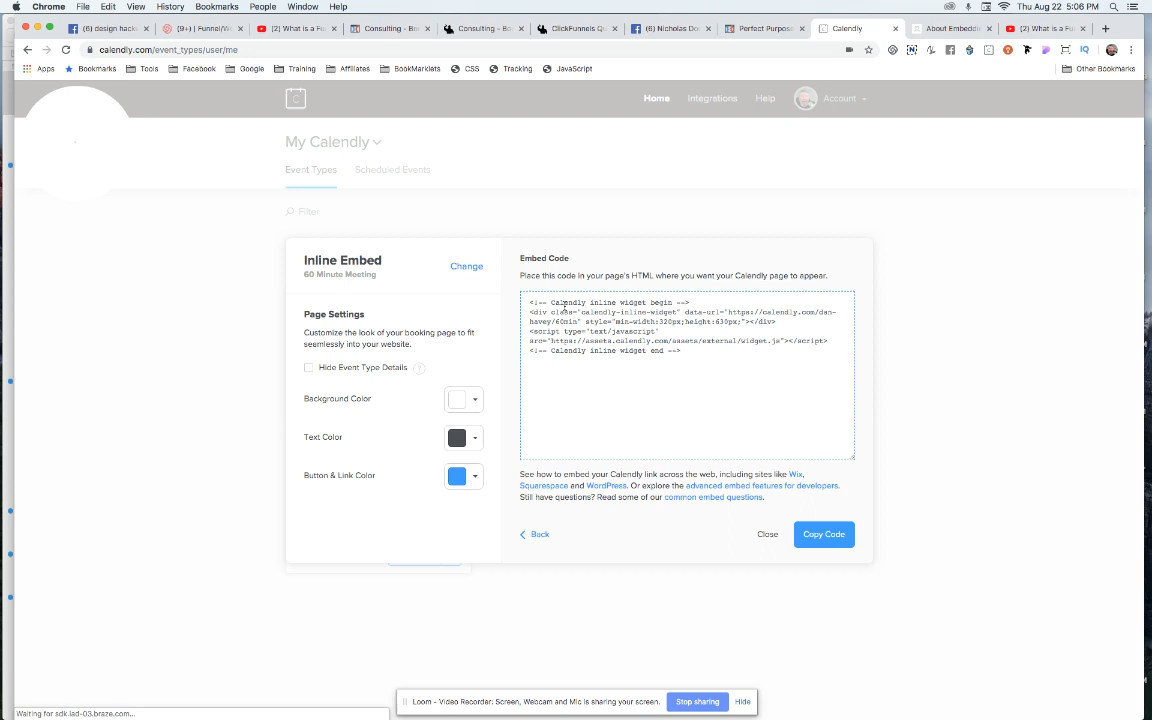 Chrome File Edit View History Bookmarks People Window Help Thu Aug 22 5:06 PM
(6) design hacks (9+) Funnel/We (2) What is a Fun Consulting - Boo Consulting – Boo ClickFunnels Qu (6) Nicholas Do Perfect Purpose Calendly About Embeddi (2) What is a Fun
calendly.com/event_types/user/me
Apps Bookmarks Tools Facebook Google Training Affiliates BookMarklets CSS Tracking JavaScript Other Bookmarks
Home Integrations Help Account
My Calendly
Event Types Scheduled Events
Filter
Inline Embed
60 Minute Meeting
Change
Page Settings
Customize the look of your booking page to fit
seamlessly into your website.
Hide Event Type Details ?
Background Color
Text Color
Button & Link Color
Embed Code
Place this code in your page's HTML where you want your Calendly page to appear.
<!-- Calendly inline widget begin -->
<div class="calendly-inline-widget" data-url="https://calendly.com/dan-
havey/60min" style="min-width:320px;height:630px;"></div>
<script type="text/javascript"
src="https://assets.calendly.com/assets/external/widget.js"></script>
<!-- Calendly inline widget end -->
See how to embed your Calendly link across the web, including sites like Wix,
Squarespace and WordPress. Or explore the advanced embed features for developers.
Still have questions? Read some of our common embed questions.
Back Close Copy Code
Loom - Video Recorder: Screen, Webcam and Mic is sharing your screen. Stop sharing Hide
Waiting for sdk.iad-03.braze.com...